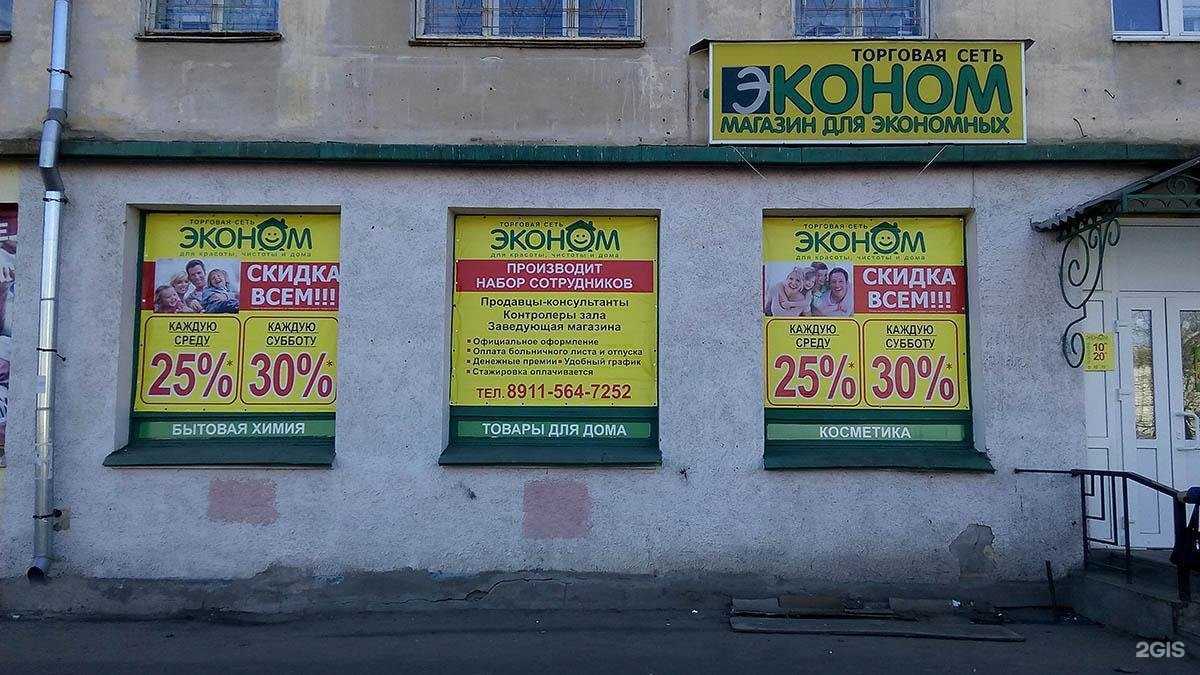 ТОРГОВАЯ СЕТЬ
ЭКОНОМ
МАГАЗИН ДЛЯ ЭКОНОМНЫХ
ТОРГОВАЯ СЕТЬ
ЭКОНОМ
для красоты, чистоты и дома
СКИДКА
ВСЕМ!!!
КАЖДУЮ
СРЕДУ
25%*
КАЖДУЮ
СУББОТУ
30%*
БЫТОВАЯ ХИМИЯ
ТОРГОВАЯ СЕТЬ
ЭКОНОМ
для красоты, чистоты и дома
ПРОИЗВОДИТ
НАБОР СОТРУДНИКОВ
Продавцы-консультанты
Контролеры зала
Заведующая магазина
▪ Официальное оформление
▪ Оплата больничного листа и отпуска
▪ Денежные премии ▪ Удобный график
▪ Стажировка оплачивается
ТЕЛ. 8911-564-7252
ТОВАРЫ ДЛЯ ДОМА
ТОРГОВАЯ СЕТЬ
ЭКОНОМ
для красоты, чистоты и дома
СКИДКА
ВСЕМ!!!
КАЖДУЮ
СРЕДУ
25%*
КАЖДУЮ
СУББОТУ
30%*
КОСМЕТИКА
10
20
2GIS